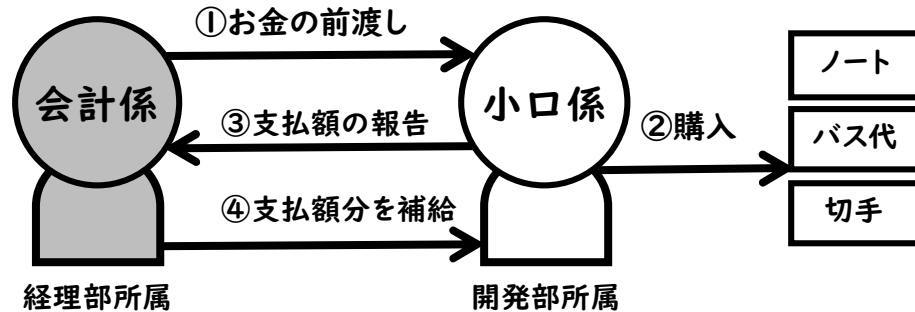 ①お金の前渡し
会計係
小口係
ノート
③支払額の報告
②購入
バス代
④支払額分を補給
切手
経理部所属
開発部所属